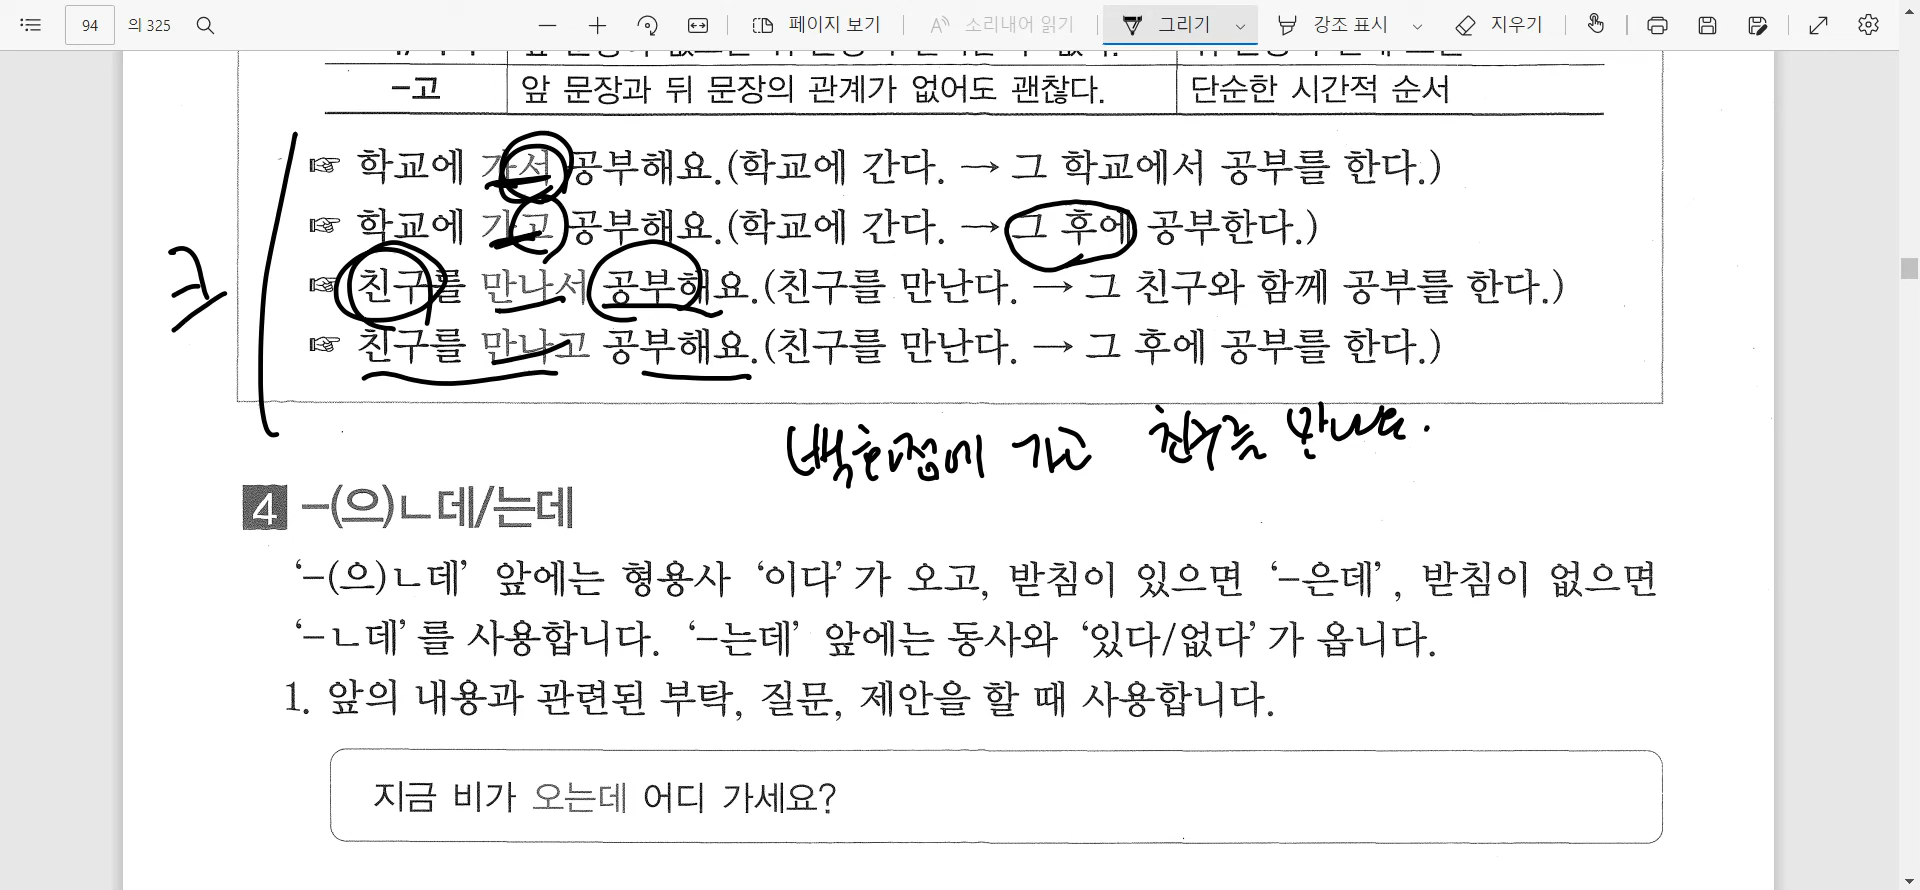 94 의 325 페이지 보기 소리내어 읽기 그리기 강조 표시 지우기
-고 앞 문장과 뒤 문장의 관계가 없어도 괜찮다. 단순한 시간적 순서
☞ 학교에 가서 공부해요.(학교에 간다. → 그 학교에서 공부를 한다.)
☞ 학교에 가고 공부해요.(학교에 간다. → 그 후에 공부한다.)
☞ 친구를 만나서 공부해요.(친구를 만난다. → 그 친구와 함께 공부를 한다.)
☞ 친구를 만나고 공부해요.(친구를 만난다. → 그 후에 공부를 한다.)
백화점에 가고 친구를 만나요.
4 -(으)ㄴ데/는데
‘-(으)ㄴ데’ 앞에는 형용사 ‘이다’가 오고, 받침이 있으면 ‘-은데’, 받침이 없으면
‘-ㄴ데’를 사용합니다. ‘-는데’ 앞에는 동사와 ‘있다/없다’가 옵니다.
1. 앞의 내용과 관련된 부탁, 질문, 제안을 할 때 사용합니다.
지금 비가 오는데 어디 가세요?